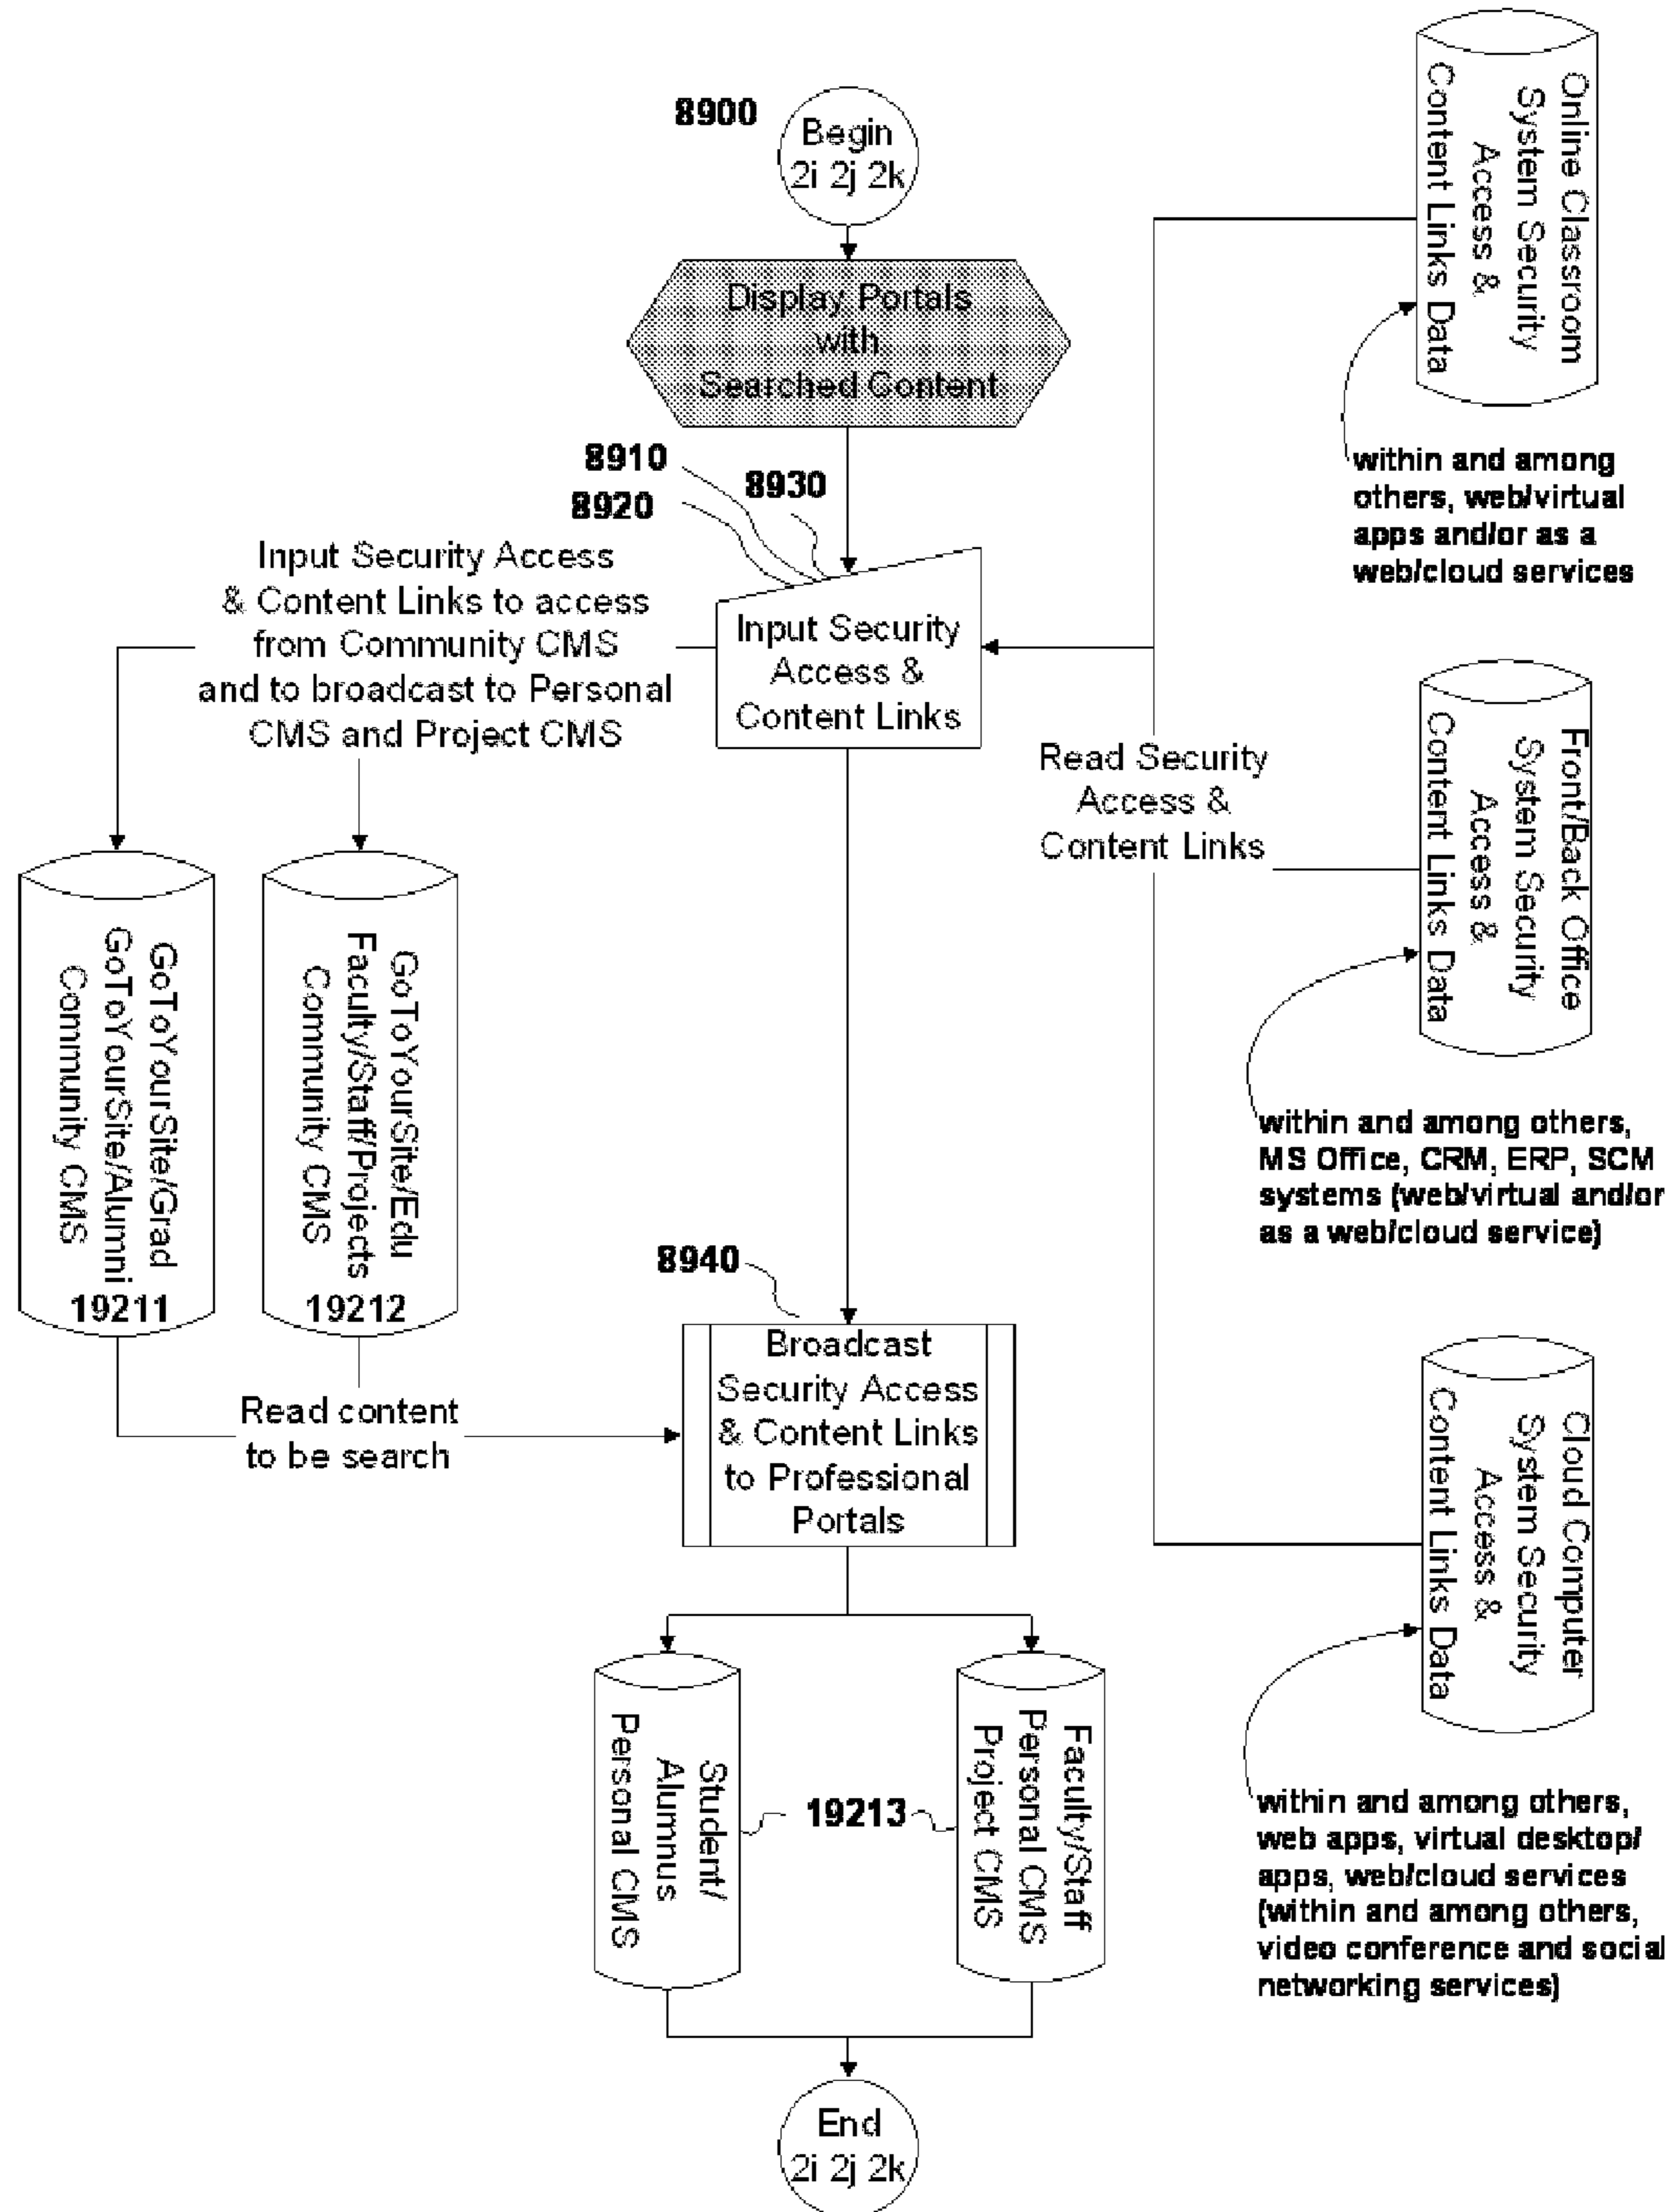 8900
Begin
2i 2j 2k
Display Portals
with
Searched Content
8910
8920
8930
Input Security Access
& Content Links to access
from Community CMS
and to broadcast to Personal
CMS and Project CMS
Input Security
Access &
Content Links
Read Security
Access &
Content Links
Online Classroom
System Security
Access &
Content Links Data
within and among
others, web/virtual
apps and/or as a
web/cloud services
Front/Back Office
System Security
Access &
Content Links Data
within and among others,
MS Office, CRM, ERP, SCM
systems (web/virtual and/or
as a web/cloud service)
GoToYourSite/Grad
GoToYourSite/Alumni
Community CMS
19211
GoToYourSite/Edu
Faculty/Staff/Projects
Community CMS
19212
Read content
to be search
8940
Broadcast
Security Access
& Content Links
to Professional
Portals
Cloud Computer
System Security
Access &
Content Links Data
within and among others,
web apps, virtual desktop/
apps, web/cloud services
(within and among others,
video conference and social
networking services)
Student/
Alumnus
Personal CMS
19213
Faculty/Staff
Personal CMS
Project CMS
End
2i 2j 2k